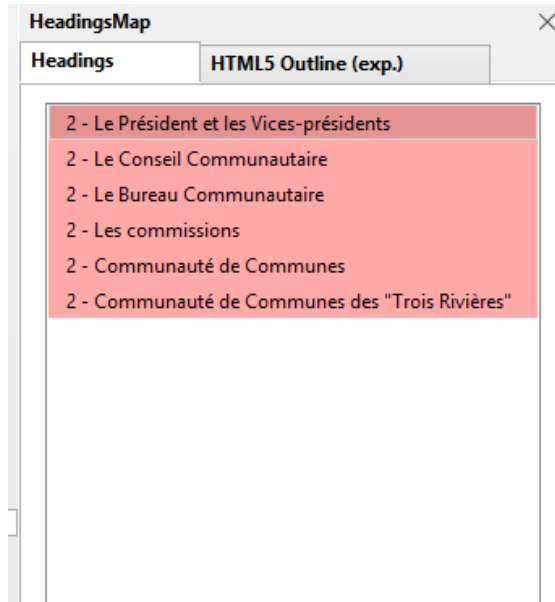 HeadingsMap
Headings
HTML5 Outline (exp.)
2 - Le Président et les Vices-présidents
2 - Le Conseil Communautaire
2 - Le Bureau Communautaire
2 - Les commissions
2 - Communauté de Communes
2 - Communauté de Communes des "Trois Rivières"